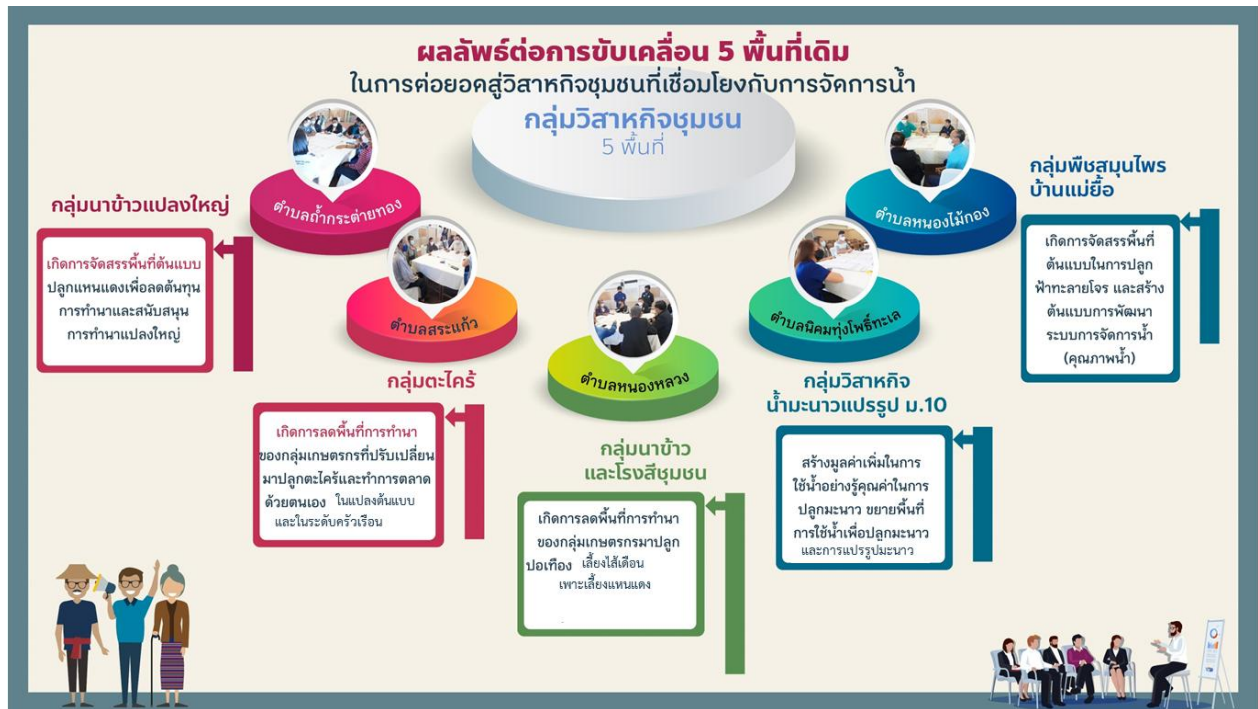 ผลลัพธ์ต่อการขับเคลื่อน 5 พื้นที่เดิม
ในการต่อยอดสู่วิสาหกิจชุมชนที่เชื่อมโยงกับการจัดการน้ำ
กลุ่มวิสาหกิจชุมชน
5 พื้นที่
ตำบลถ้ำกระต่ายทอง
กลุ่มนาข้าวแปลงใหญ่
เกิดการจัดสรรพื้นที่ต้นแบบ
ปลูกแหนแดงเพื่อลดต้นทุน
การทำนาและสนับสนุน
การทำนาแปลงใหญ่
ตำบลสระแก้ว
กลุ่มตะไคร้
เกิดการลดพื้นที่การทำนา
ของกลุ่มเกษตรกรที่ปรับเปลี่ยน
มาปลูกตะไคร้และทำการตลาด
ด้วยตนเอง ในแปลงต้นแบบ
และในระดับครัวเรือน
ตำบลหนองหลวง
กลุ่มนาข้าว
และโรงสีชุมชน
เกิดการลดพื้นที่การทำนา
ของกลุ่มเกษตรกรมาปลูก
ปอเทือง เลี้ยงไส้เดือน
เพาะเลี้ยงแหนแดง
ตำบลนิคมทุ่งโพธิ์ทะเล
กลุ่มวิสาหกิจ
น้ำมะนาวแปรรูป ม.10
สร้างมูลค่าเพิ่มในการ
ใช้น้ำอย่างรู้คุณค่าในการ
ปลูกมะนาว ขยายพื้นที่
การใช้น้ำเพื่อปลูกมะนาว
และการแปรรูปมะนาว
ตำบลหนองไม้กอง
กลุ่มพืชสมุนไพร
บ้านแม่ยื้อ
เกิดการจัดสรรพื้นที่
ต้นแบบในการปลูก
ฟ้าทะลายโจร และสร้าง
ต้นแบบการพัฒนา
ระบบการจัดการน้ำ
(คุณภาพน้ำ)